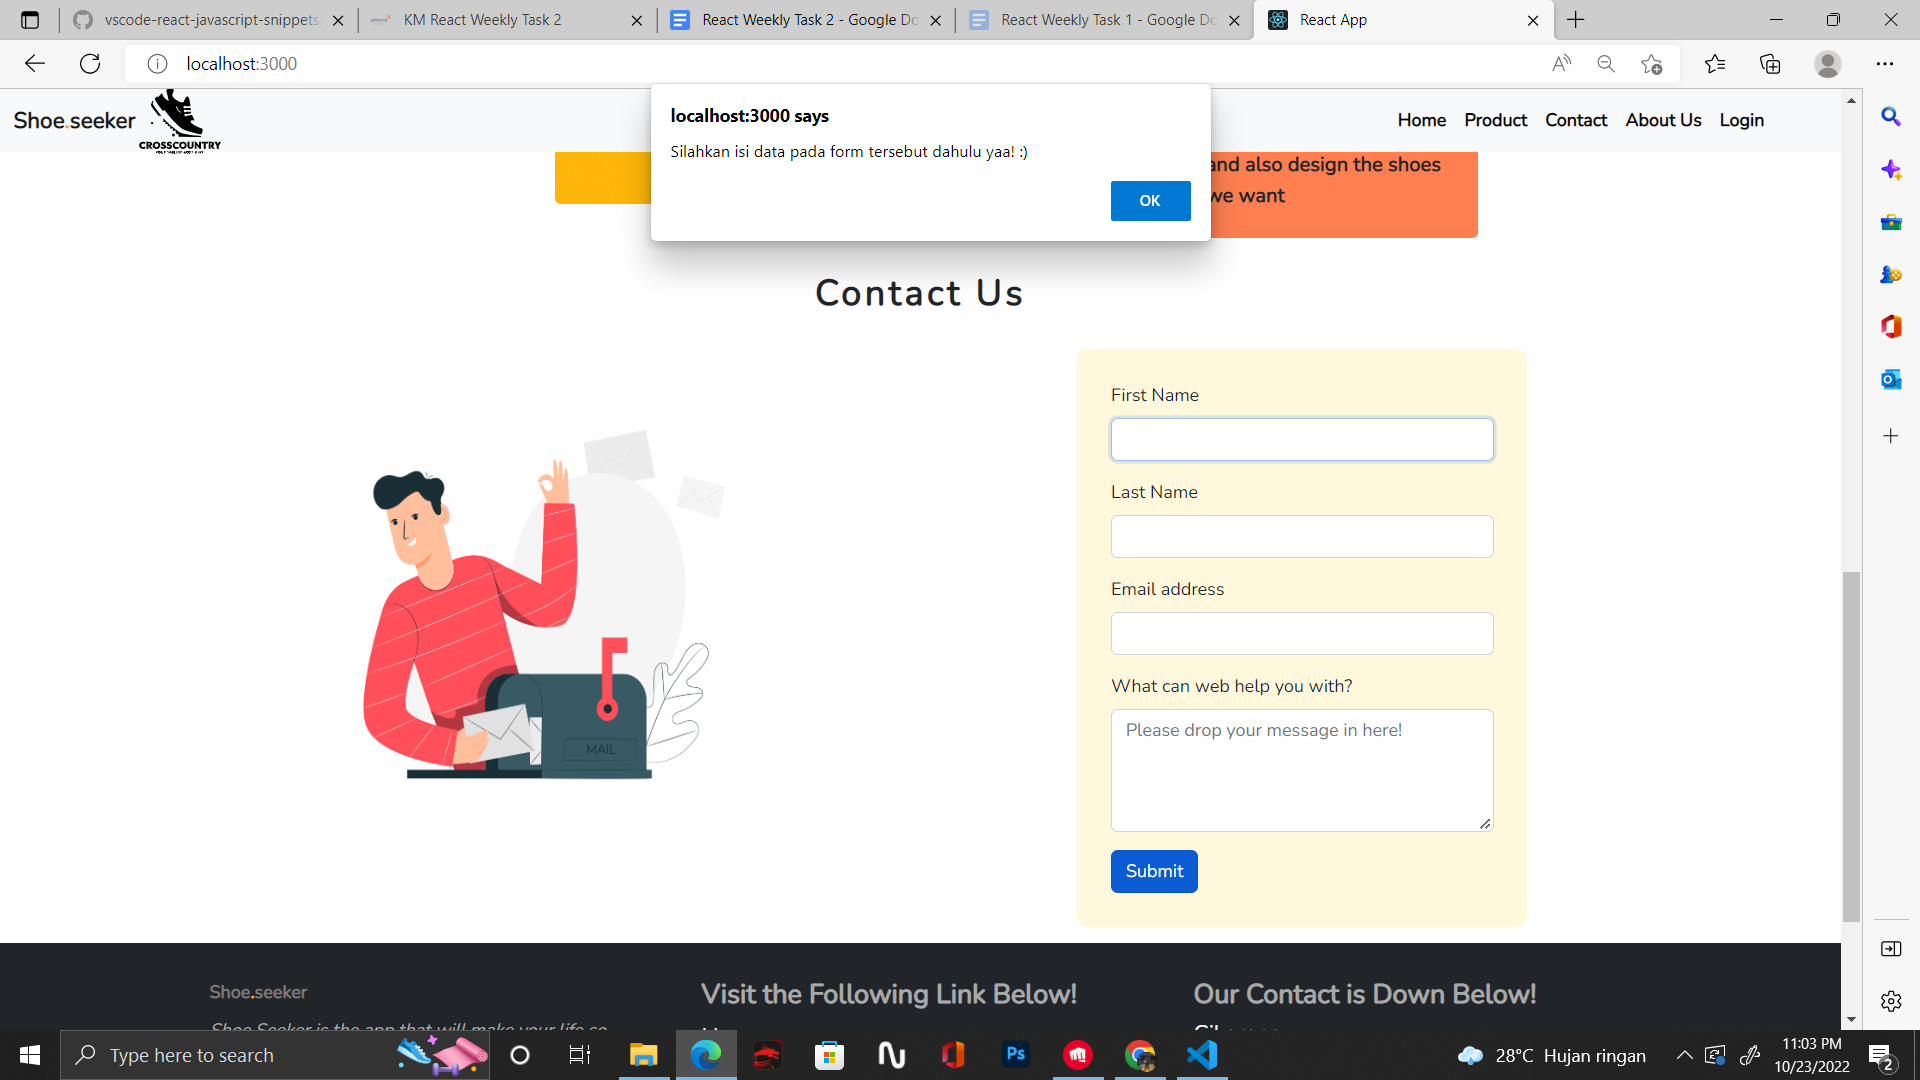 vscode-react-javascript-snippets
KM React Weekly Task 2
React Weekly Task 2 - Google Do
React Weekly Task 1 - Google Do
React App
localhost:3000
Shoe.seeker
CROSSCOUNTRY
Home Product Contact About Us Login
localhost:3000 says
Silahkan isi data pada form tersebut dahulu yaa! :)
OK
and also design the shoes
we want
Contact Us
MAIL
First Name
Last Name
Email address
What can web help you with?
Please drop your message in here!
Submit
Shoe.seeker
Shoe Seeker is the app that will make your life so
Visit the Following Link Below!
Our Contact is Down Below!
Type here to search
Ps
28°C Hujan ringan
11:03 PM
10/23/2022
2